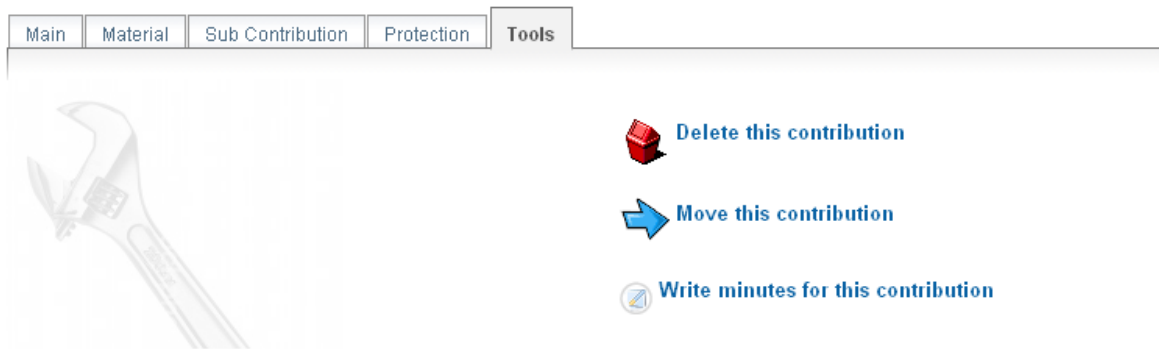 Main Material Sub Contribution Protection Tools
Delete this contribution
Move this contribution
Write minutes for this contribution